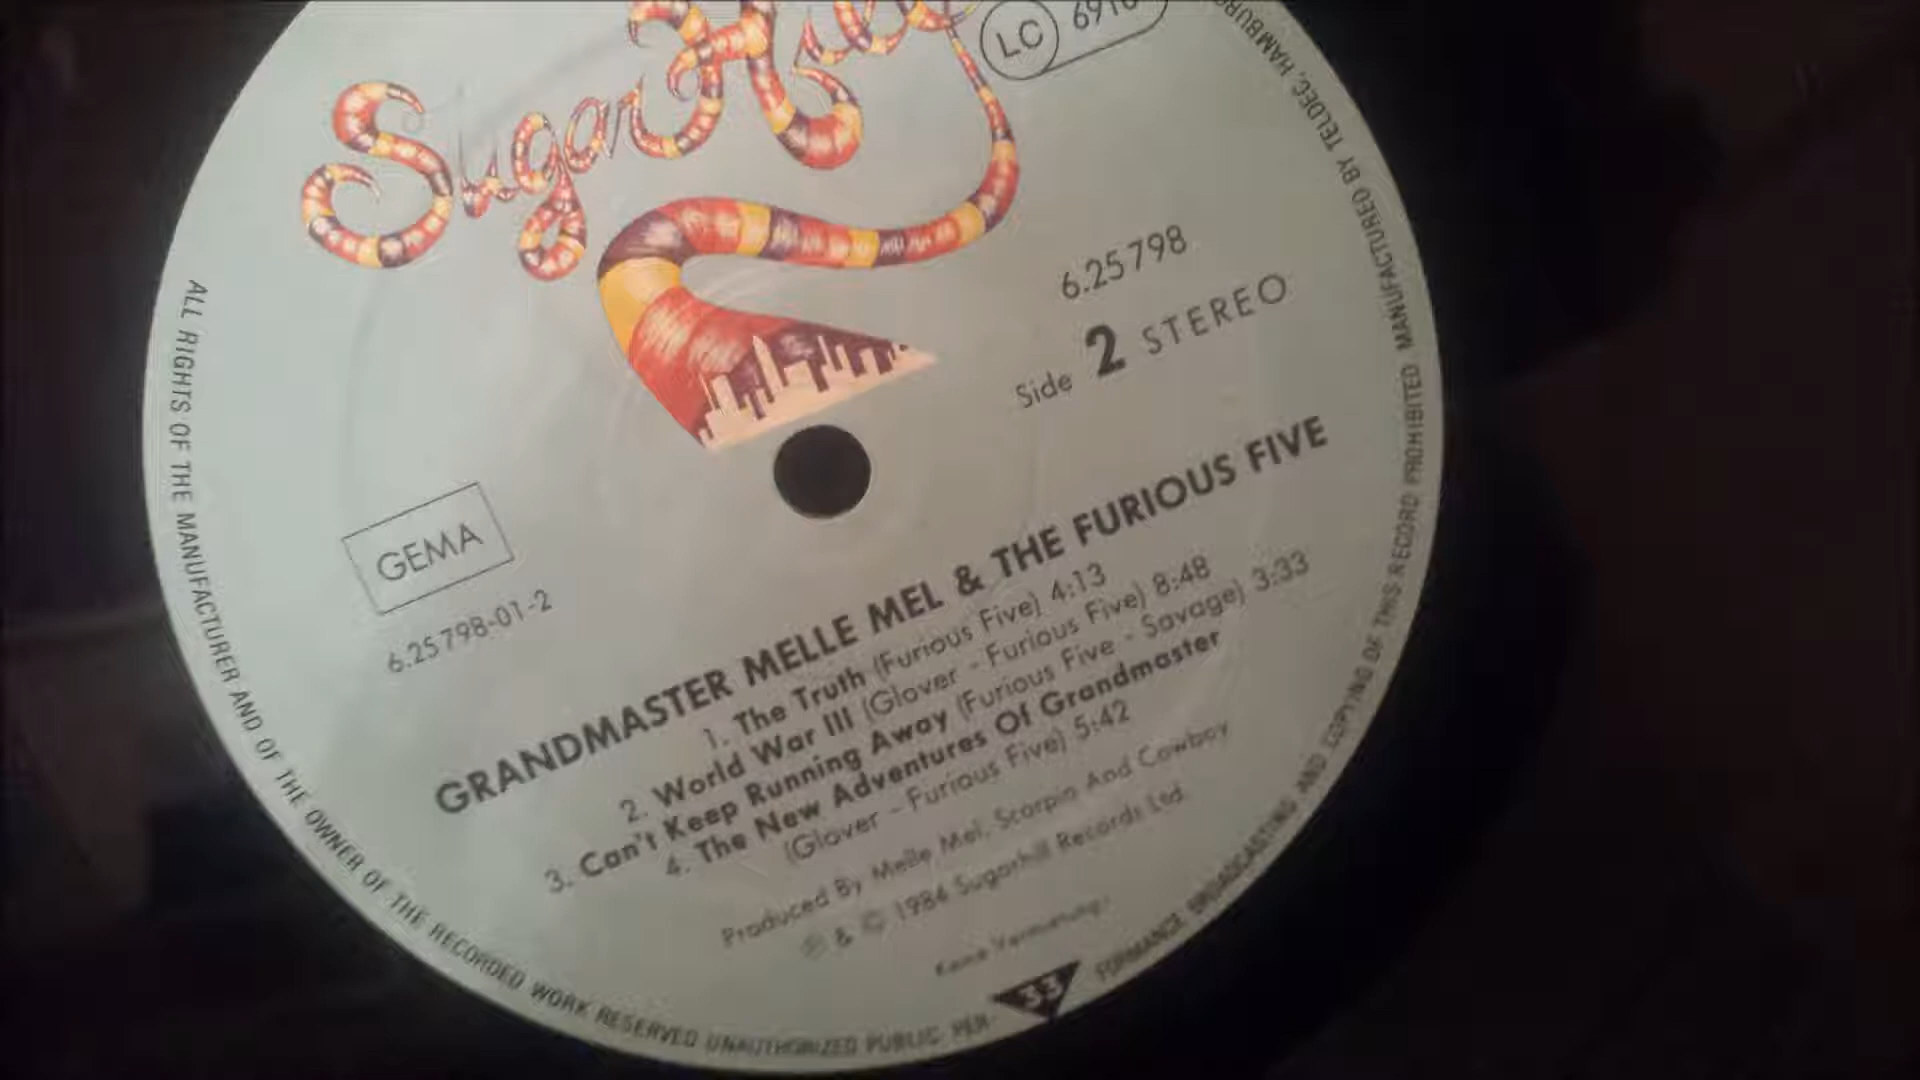 Sugar Hill
LC
6.25798
Side 2 STEREO
GEMA
6.25798-01-2
GRANDMASTER MELLE MEL & THE FURIOUS FIVE
1. The Truth (Furious Five) 4:13
2. World War III (Glover - Furious Five) 8:48
3. Can't Keep Running Away (Furious Five - Savage) 3:33
4. The New Adventures Of Grandmaster
(Glover - Furious Five) 5:42
Produced By Melle Mel, Scorpio And Cowboy
℗ & © 1984 Sugarhill Records Ltd.
Keine Vermietung!
33
ALL RIGHTS OF THE MANUFACTURER AND OF THE OWNER OF THE RECORDED WORK RESERVED UNAUTHORIZED PUBLIC PER-
FORMANCE BROADCASTING AND COPYING OF THIS RECORD PROHIBITED MANUFACTURED BY TELDEC, HAMBURG